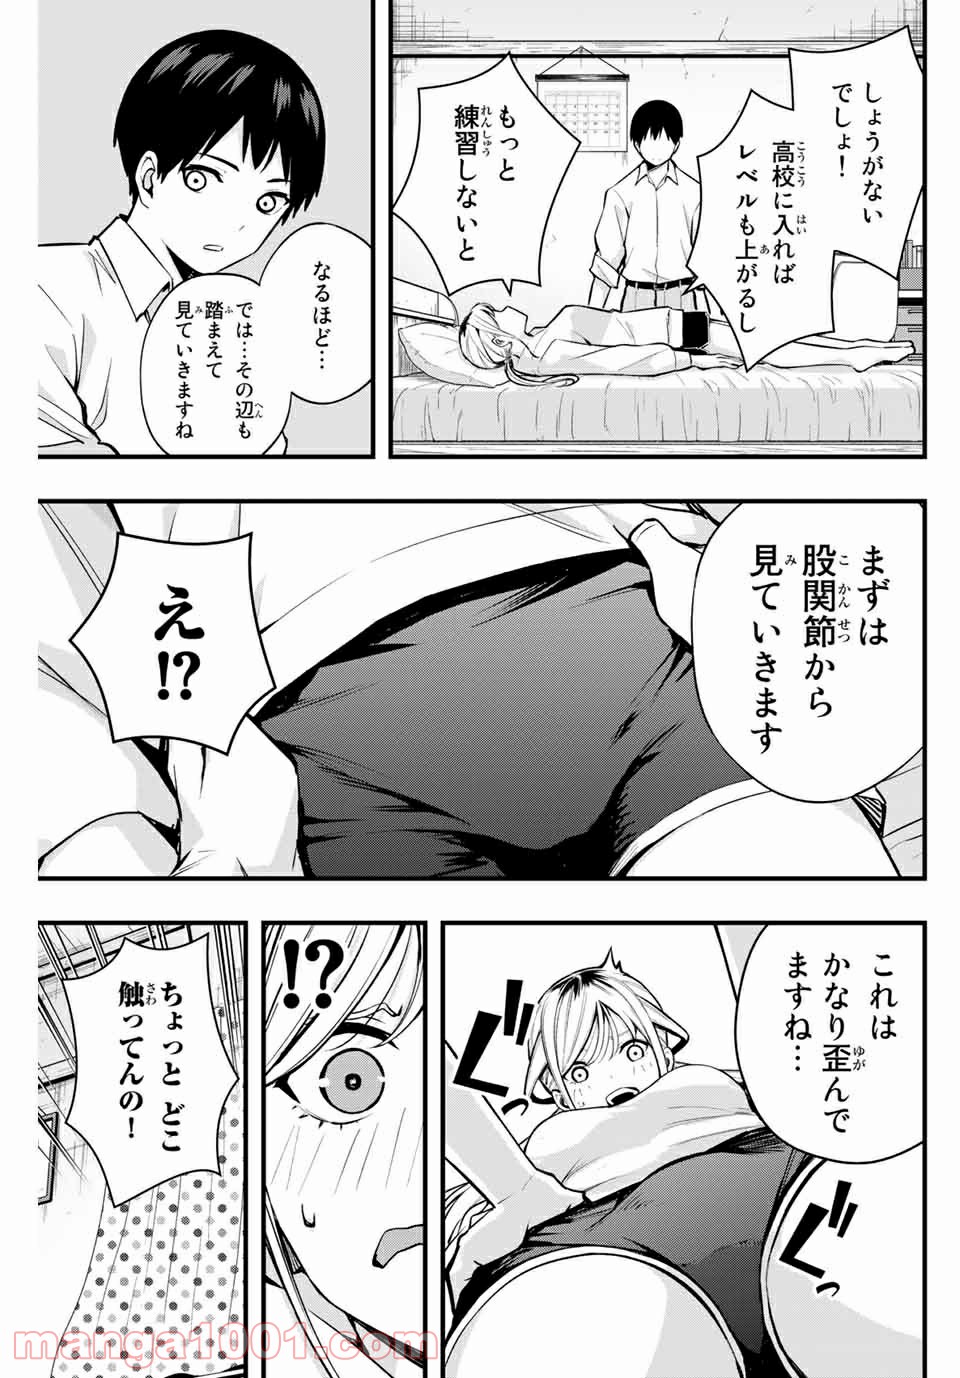 しょうがない
でしょ！
高校に入れば
レベルも上がるし
もっと
練習しないと
なるほど…
では…その辺も
踏まえて
見ていきますね
まずは
股関節から
見ていきます
え!?
これは
かなり歪んで
ますね…
ぐっ
ぐっ
!?
ちょっと どこ
触ってんの！
manga1001.com